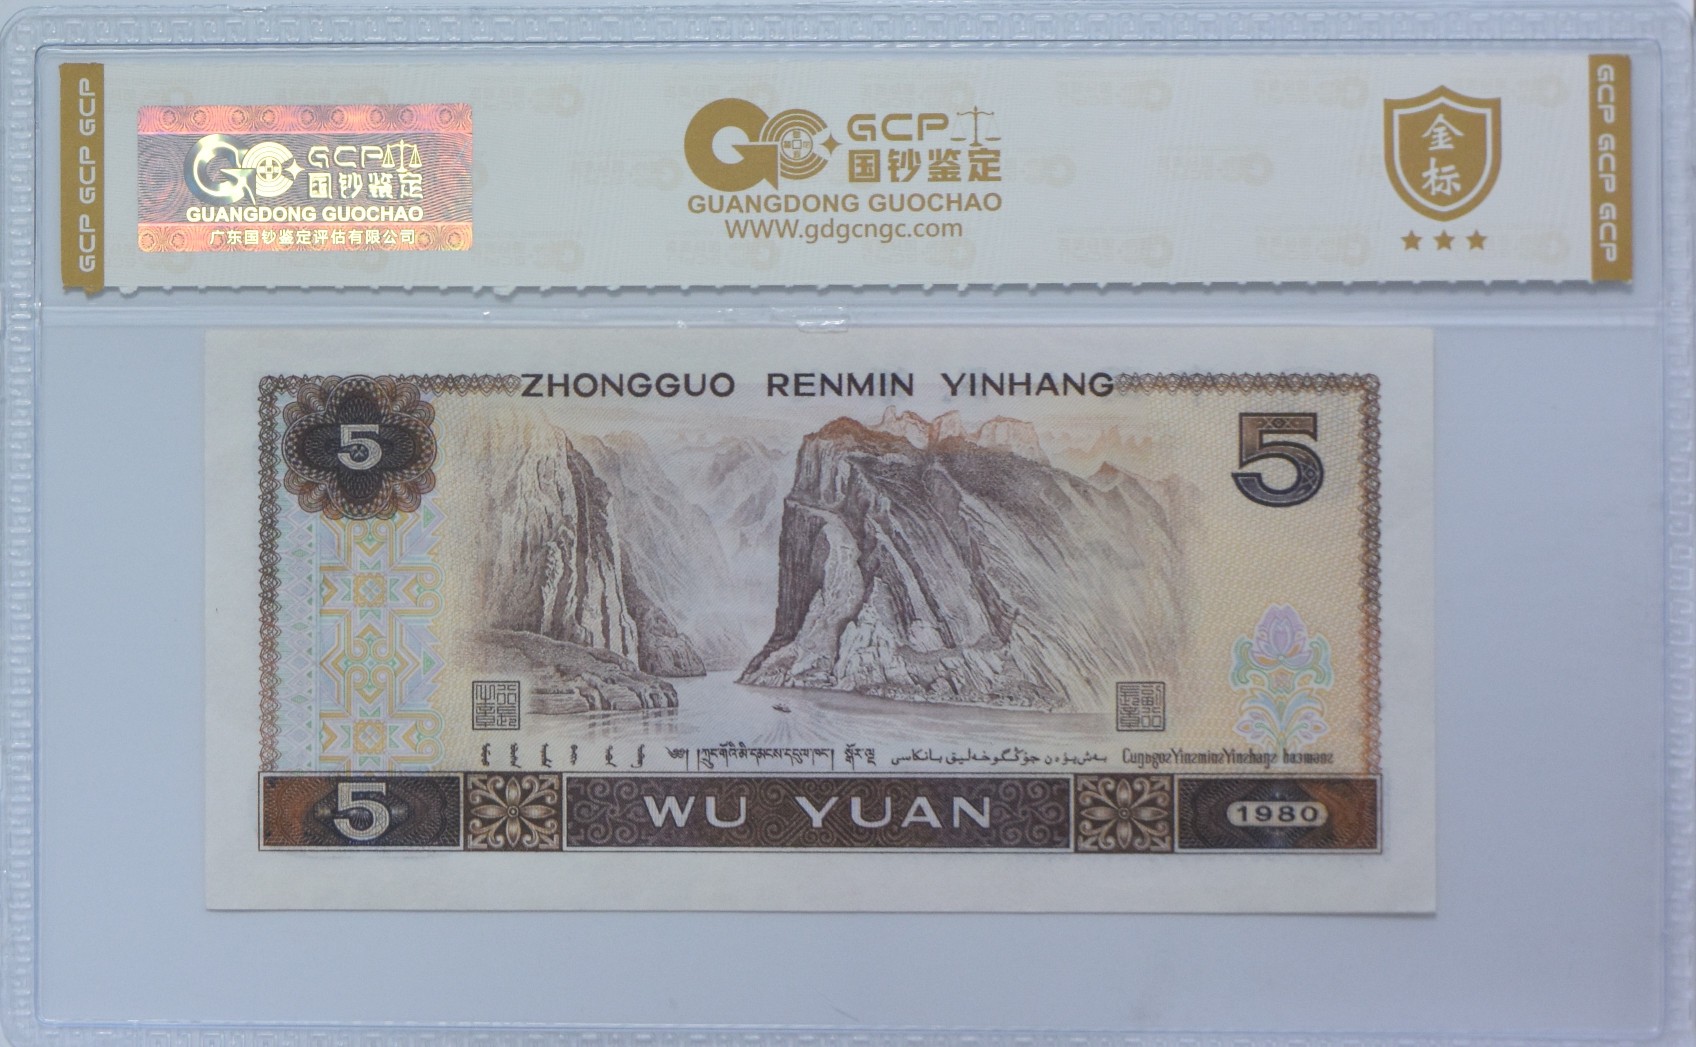 GCP GCP GCP
GCP
国钞鉴定
GUANGDONG GUOCHAO
广东国钞鉴定评估有限公司
GCP
国钞鉴定
GUANGDONG GUOCHAO
WWW.gdgcngc.com
金
标
GCP GCP GCP
ZHONGGUO RENMIN YINHANG
5
5
5
WU YUAN
1980